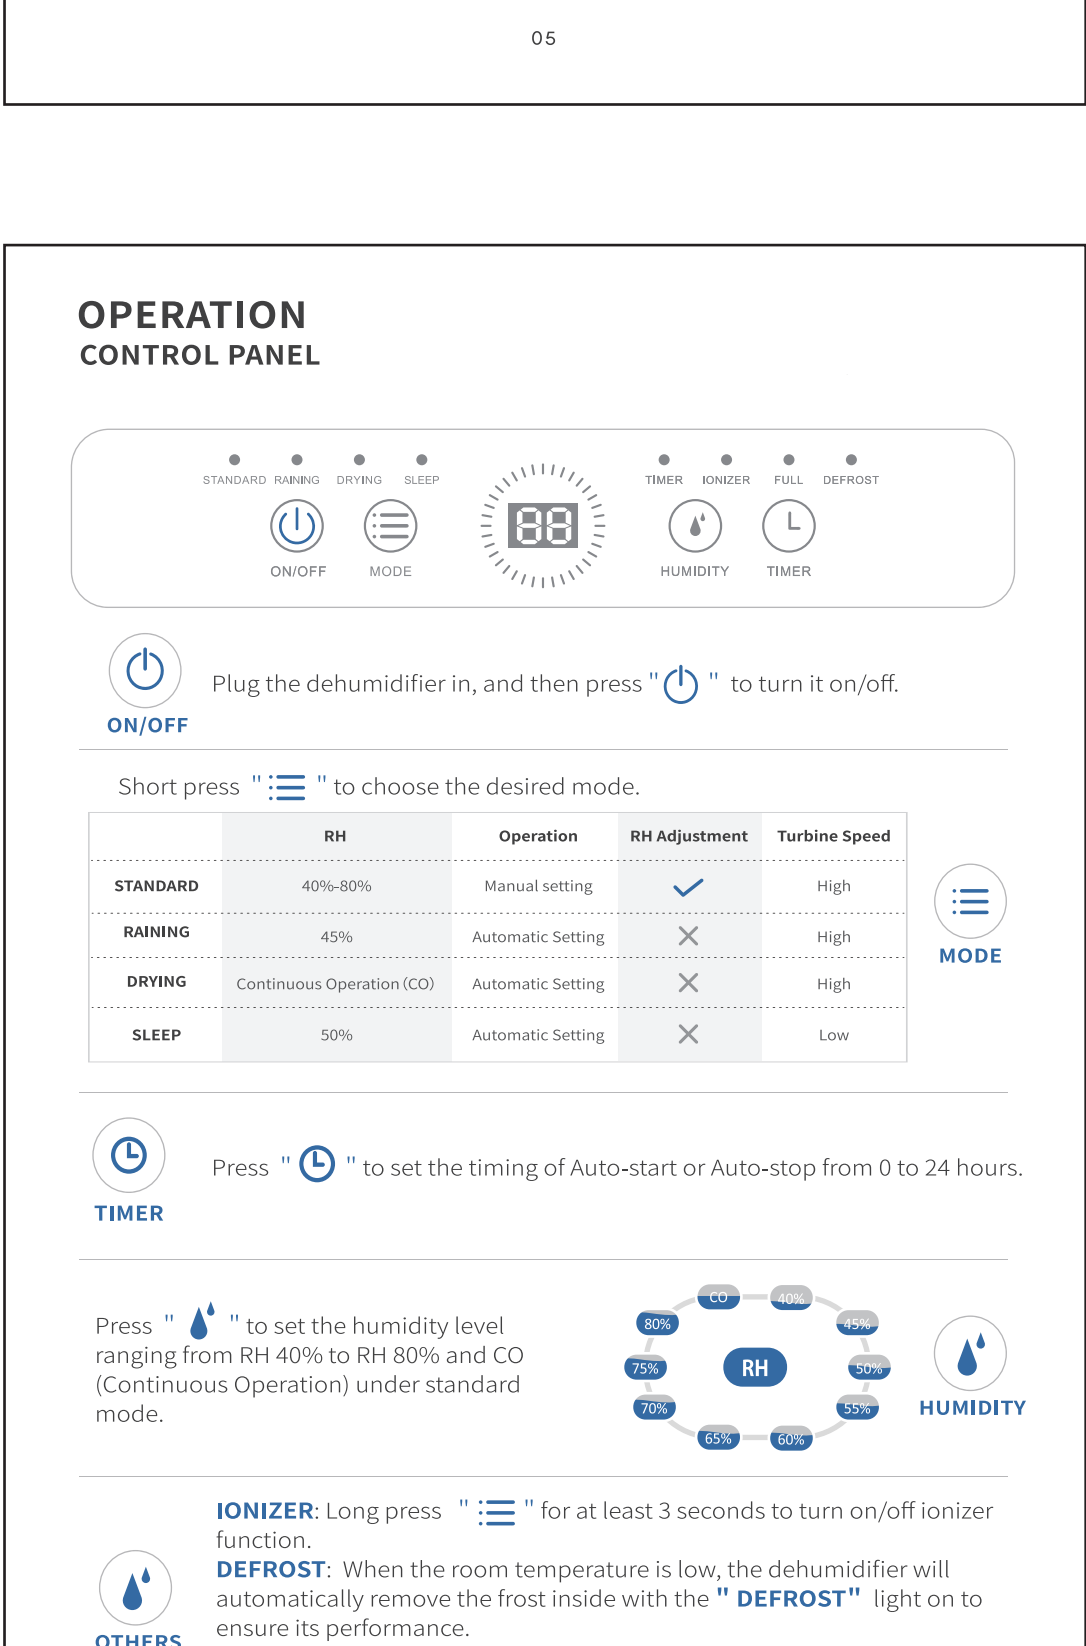 05
OPERATION
CONTROL PANEL
STANDARD RAINING DRYING SLEEP TIMER IONIZER FULL DEFROST
88
ON/OFF MODE HUMIDITY TIMER
Plug the dehumidifier in, and then press " " to turn it on/off.
ON/OFF
Short press " " to choose the desired mode.
RH Operation RH Adjustment Turbine Speed
STANDARD 40%-80% Manual setting High
RAINING 45% Automatic Setting High
DRYING Continuous Operation (CO) Automatic Setting High
SLEEP 50% Automatic Setting Low
MODE
Press " " to set the timing of Auto-start or Auto-stop from 0 to 24 hours.
TIMER
Press " " to set the humidity level
ranging from RH 40% to RH 80% and CO
(Continuous Operation) under standard
mode.
CO 40%
80% 45%
75% RH 50%
70% 55%
65% 60%
HUMIDITY
IONIZER: Long press " " for at least 3 seconds to turn on/off ionizer
function.
DEFROST: When the room temperature is low, the dehumidifier will
automatically remove the frost inside with the " DEFROST" light on to
ensure its performance.
OTHERS